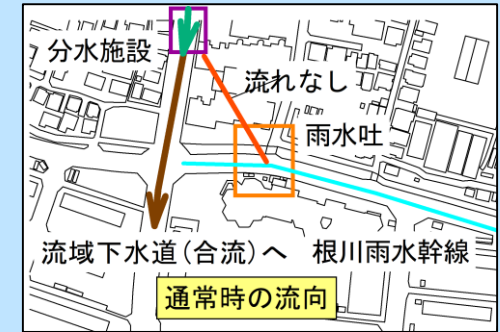 分水施設
流れなし
雨水吐
流域下水道(合流)へ 根川雨水幹線
通常時の流向